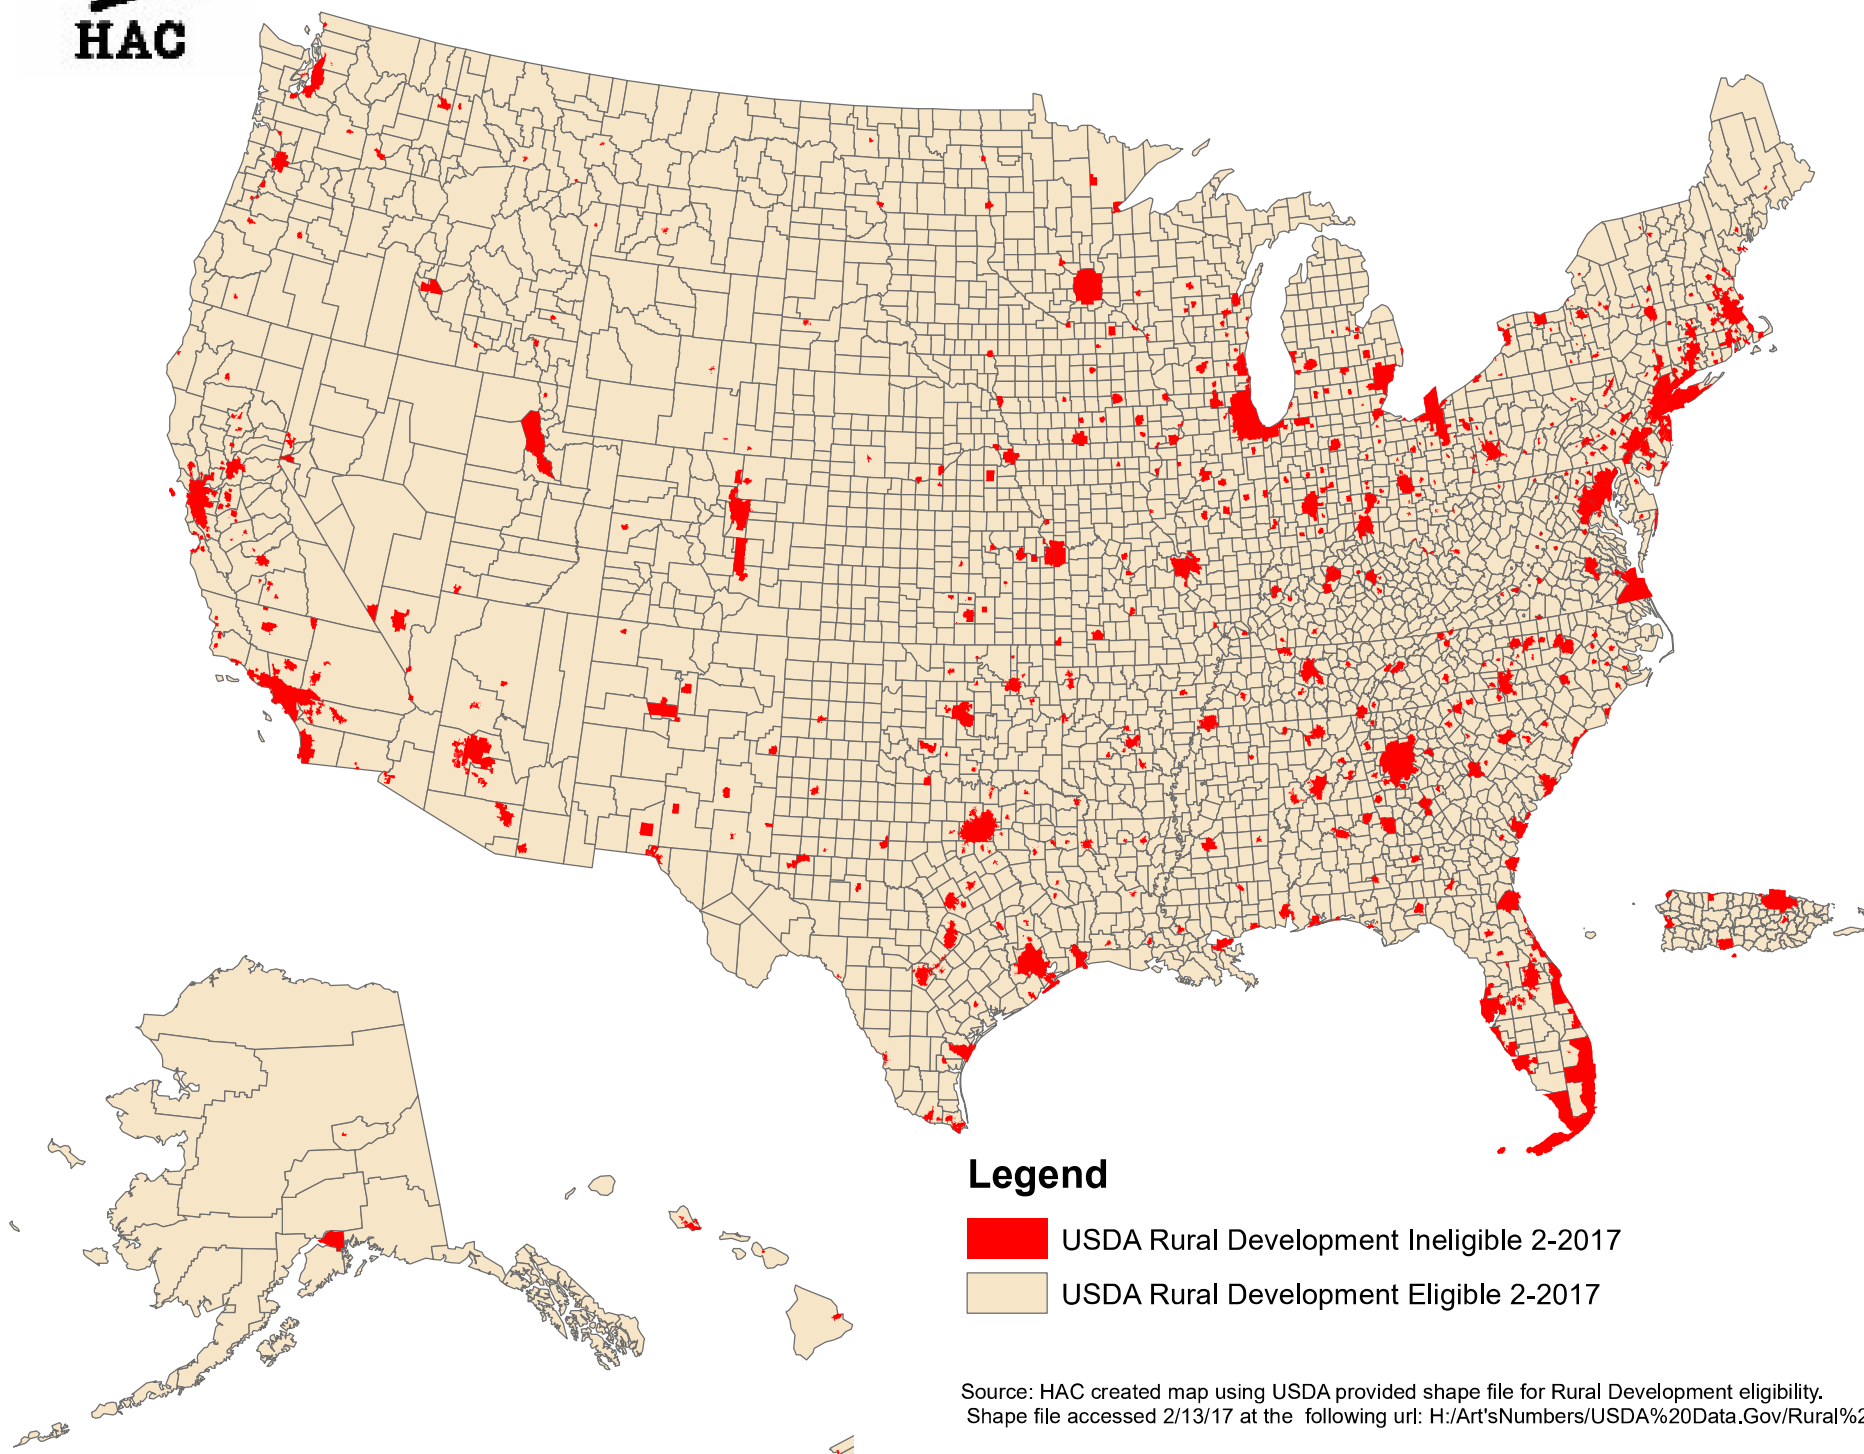 HAC
Legend
USDA Rural Development Ineligible 2-2017
USDA Rural Development Eligible 2-2017
Source: HAC created map using USDA provided shape file for Rural Development eligibility.
Shape file accessed 2/13/17 at the following url: H:/Art'sNumbers/USDA%20Data.Gov/Rural%2